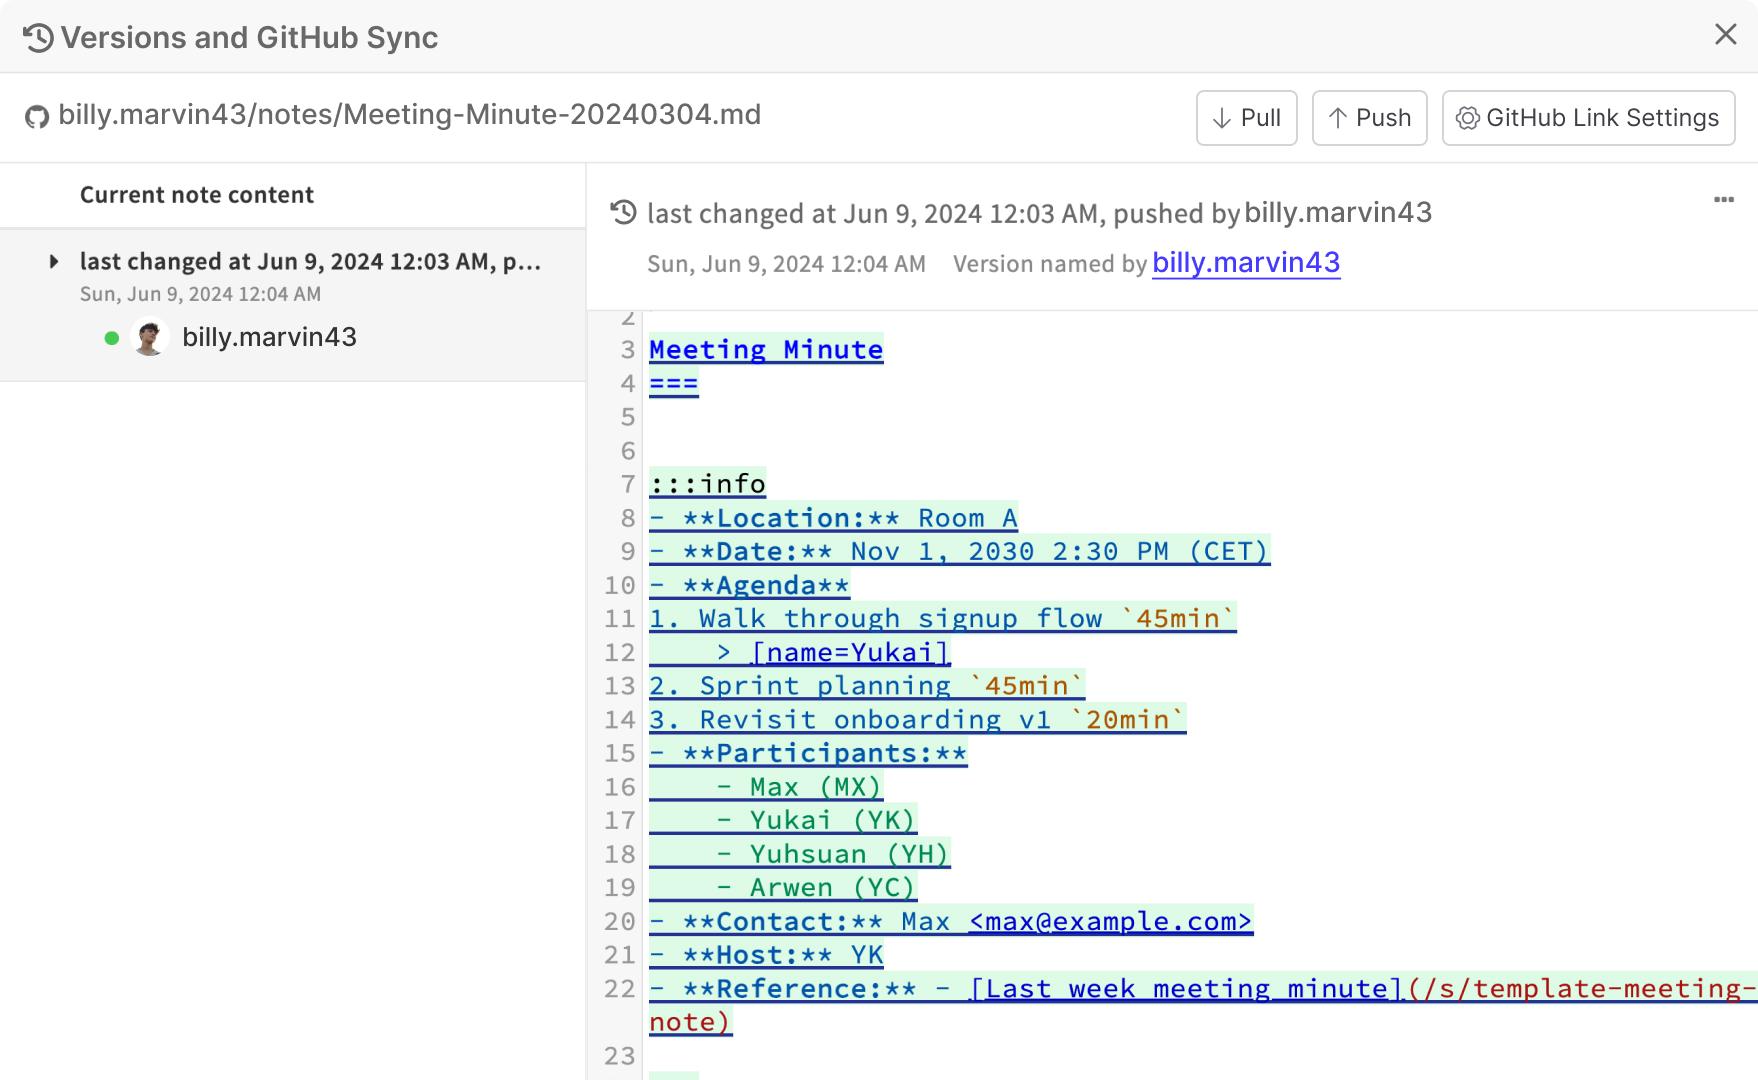 Versions and GitHub Sync
billy.marvin43/notes/Meeting-Minute-20240304.md
Pull
Push
GitHub Link Settings
Current note content
last changed at Jun 9, 2024 12:03 AM, p...
Sun, Jun 9, 2024 12:04 AM
billy.marvin43
last changed at Jun 9, 2024 12:03 AM, pushed by billy.marvin43
Sun, Jun 9, 2024 12:04 AM Version named by billy.marvin43
2
3 Meeting Minute
4 ===
5
6
7 :::info
8 - **Location:** Room A
9 - **Date:** Nov 1, 2030 2:30 PM (CET)
10 - **Agenda**
11 1. Walk through signup flow `45min`
12     > [name=Yukai]
13 2. Sprint planning `45min`
14 3. Revisit onboarding v1 `20min`
15 - **Participants:**
16     - Max (MX)
17     - Yukai (YK)
18     - Yuhsuan (YH)
19     - Arwen (YC)
20 - **Contact:** Max <max@example.com>
21 - **Host:** YK
22 - **Reference:** - [Last week meeting minute](/s/template-meeting-
note)
23